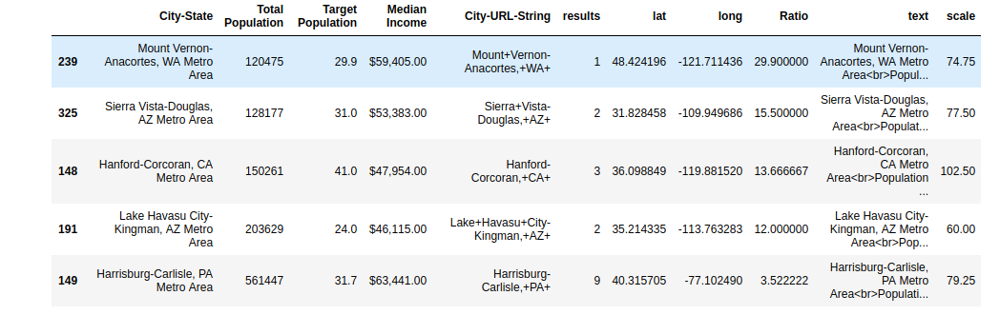 City-State Total Population Target Population Median Income City-URL-String results lat long Ratio text scale
239 Mount Vernon-Anacortes, WA Metro Area 120475 29.9 $59,405.00 Mount+Vernon-Anacortes,+WA+ 1 48.424196 -121.711436 29.900000 Mount Vernon-Anacortes, WA Metro Area<br>Popul... 74.75
325 Sierra Vista-Douglas, AZ Metro Area 128177 31.0 $53,383.00 Sierra+Vista-Douglas,+AZ+ 2 31.828458 -109.949686 15.500000 Sierra Vista-Douglas, AZ Metro Area<br>Populat... 77.50
148 Hanford-Corcoran, CA Metro Area 150261 41.0 $47,954.00 Hanford-Corcoran,+CA+ 3 36.098849 -119.881520 13.666667 Hanford-Corcoran, CA Metro Area<br>Population ... 102.50
191 Lake Havasu City-Kingman, AZ Metro Area 203629 24.0 $46,115.00 Lake+Havasu+City-Kingman,+AZ+ 2 35.214335 -113.763283 12.000000 Lake Havasu City-Kingman, AZ Metro Area<br>Pop... 60.00
149 Harrisburg-Carlisle, PA Metro Area 561447 31.7 $63,441.00 Harrisburg-Carlisle,+PA+ 9 40.315705 -77.102490 3.522222 Harrisburg-Carlisle, PA Metro Area<br>Populati... 79.25